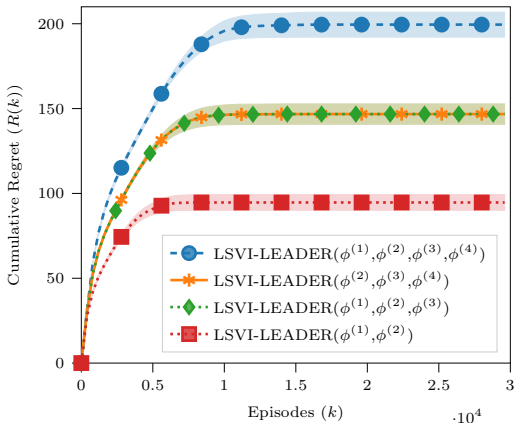 200
150
100
50
0
Cumulative Regret (R(k))
LSVI-LEADER(ϕ^(1),ϕ^(2),ϕ^(3),ϕ^(4))
LSVI-LEADER(ϕ^(2),ϕ^(3),ϕ^(4))
LSVI-LEADER(ϕ^(1),ϕ^(2),ϕ^(3))
LSVI-LEADER(ϕ^(1),ϕ^(2))
0 0.5 1 1.5 2 2.5 3
Episodes (k)
·10^4